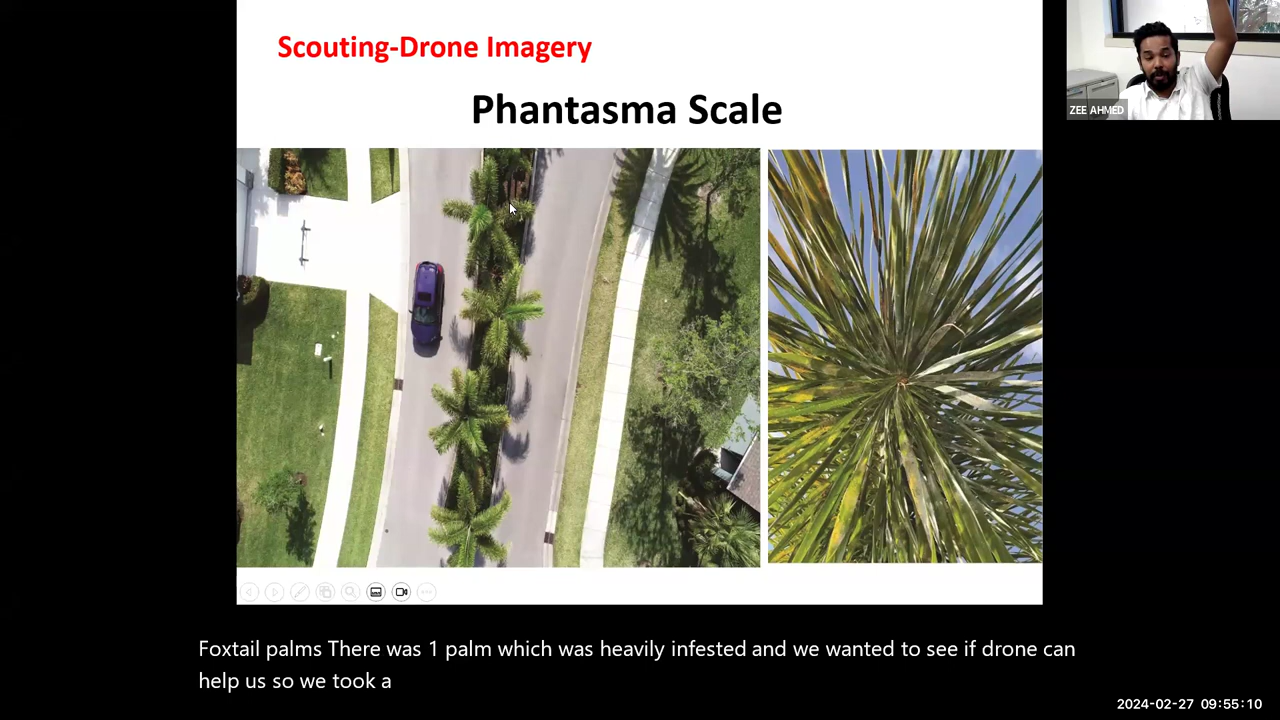 Scouting-Drone Imagery
Phantasma Scale
ZEE AHMED
Foxtail palms There was 1 palm which was heavily infested and we wanted to see if drone can
help us so we took a
2024-02-27 09:55:10